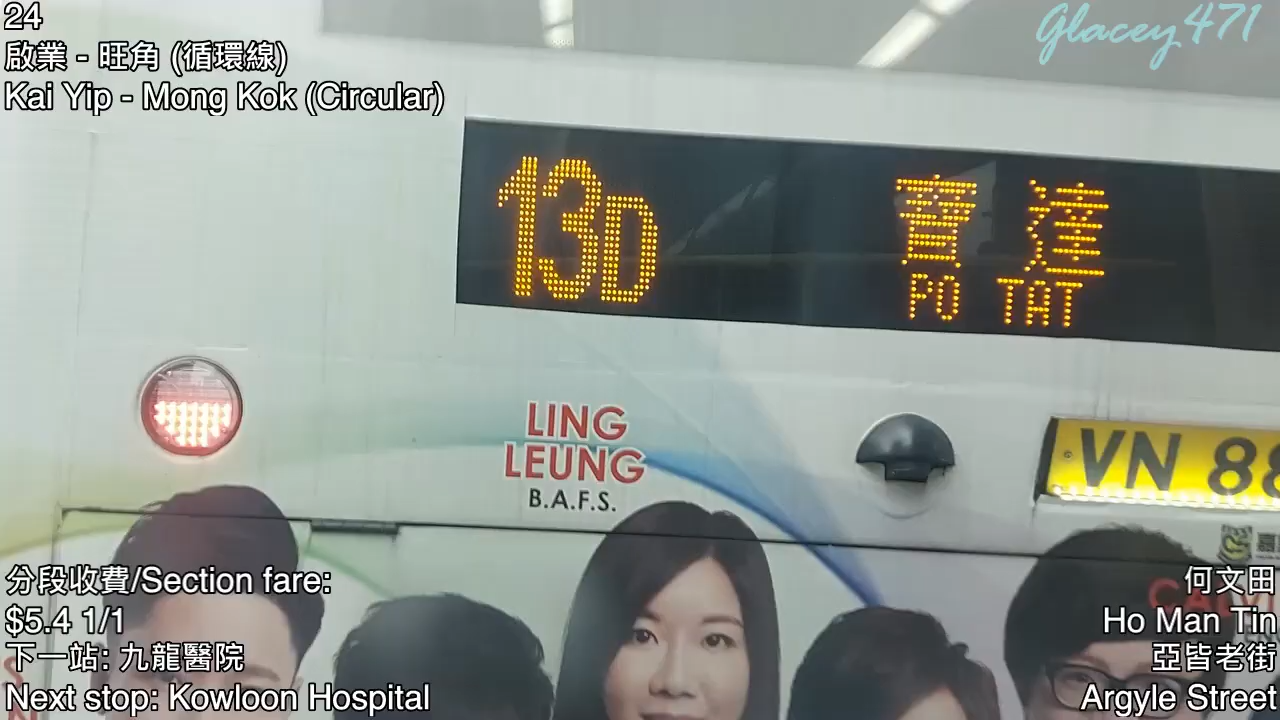 24
啟業 - 旺角 (循環線)
Kai Yip - Mong Kok (Circular)
Glacey471
13D 寶達
PO TAT
LING
LEUNG
B.A.F.S.
VN 88
分段收費/Section fare:
$5.4 1/1
下一站: 九龍醫院
Next stop: Kowloon Hospital
何文田
Ho Man Tin
亞皆老街
Argyle Street